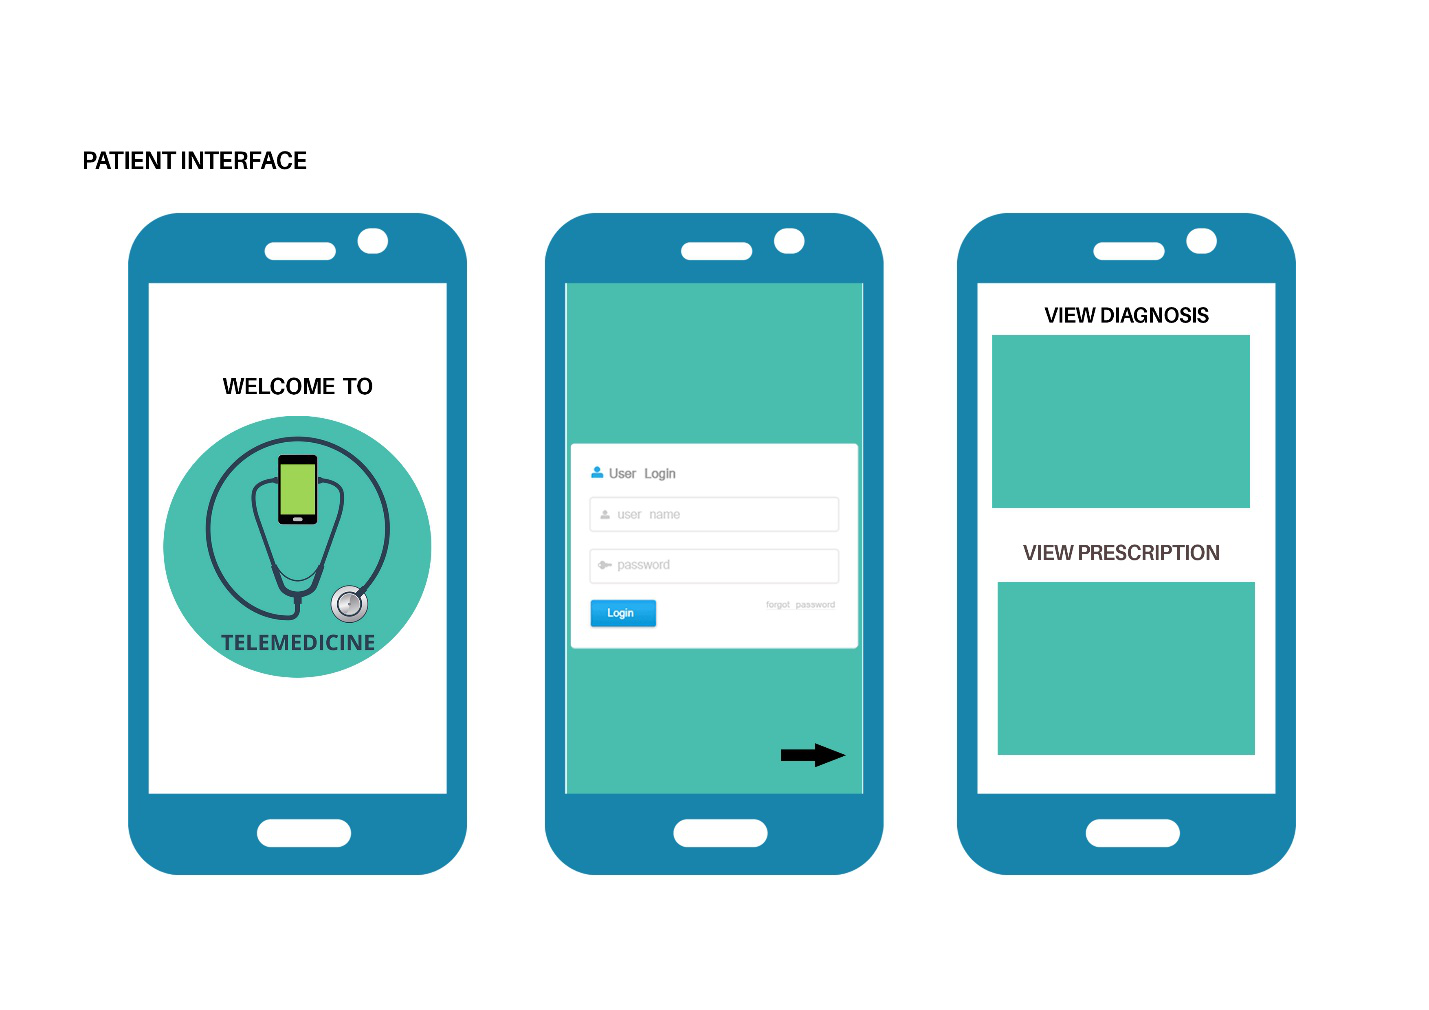 PATIENT INTERFACE
WELCOME TO
TELEMEDICINE
User Login
user name
password
Login
forgot password
VIEW DIAGNOSIS
VIEW PRESCRIPTION